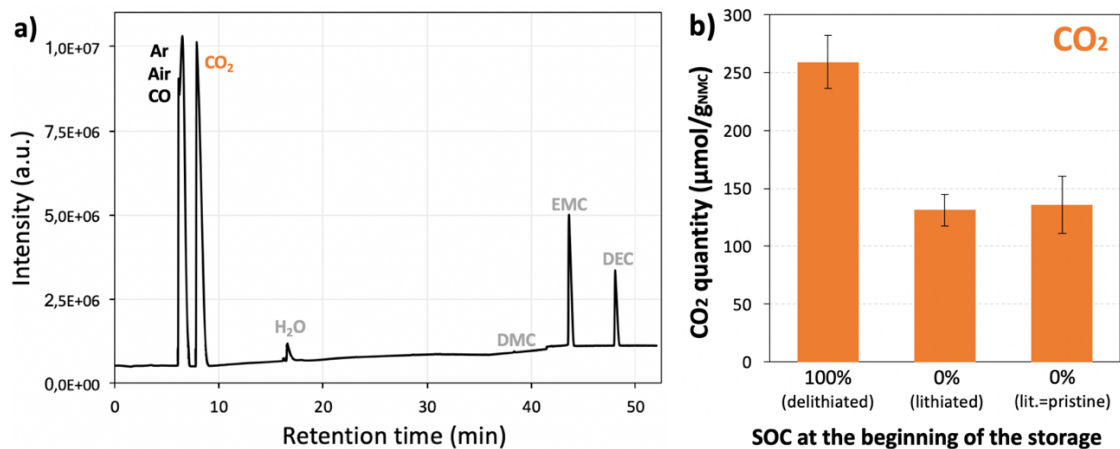 a)
Intensity (a.u.)
1,0E+07
7,5E+06
5,0E+06
2,5E+06
0,0E+00
Ar
Air
CO
CO₂
H₂O
DMC
EMC
DEC
0 10 20 30 40 50
Retention time (min)
b)
CO₂ quantity (µmol/gNMC)
300
250
200
150
100
50
0
CO₂
100% 0% 0%
(delithiated) (lithiated) (lit.=pristine)
SOC at the beginning of the storage